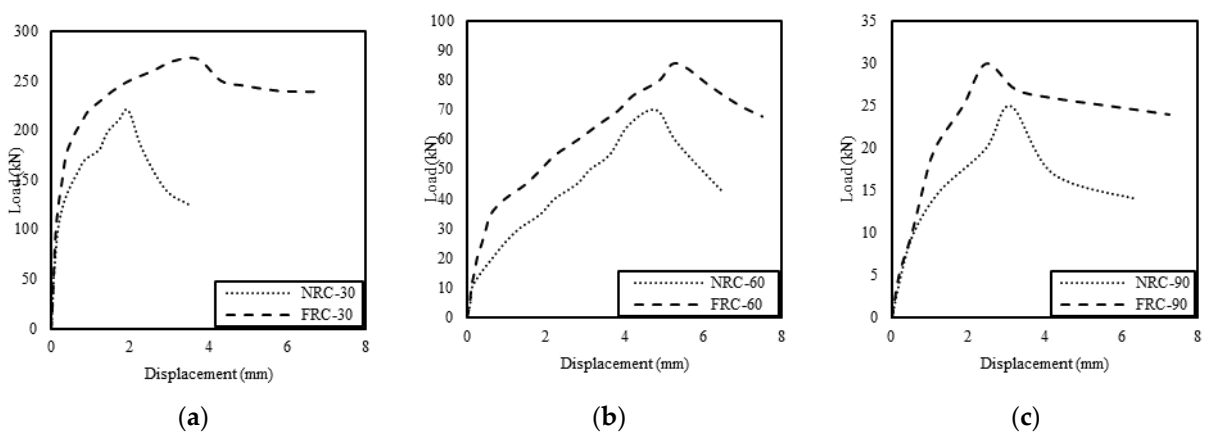 300
250
200
150
100
50
0
Load (kN)
NRC-30
FRC-30
0 2 4 6 8
Displacement (mm)
(a)
100
90
80
70
60
50
40
30
20
10
0
Load (kN)
NRC-60
FRC-60
0 2 4 6 8
Displacement (mm)
(b)
35
30
25
20
15
10
5
0
Load (kN)
NRC-90
FRC-90
0 2 4 6 8
Displacement (mm)
(c)